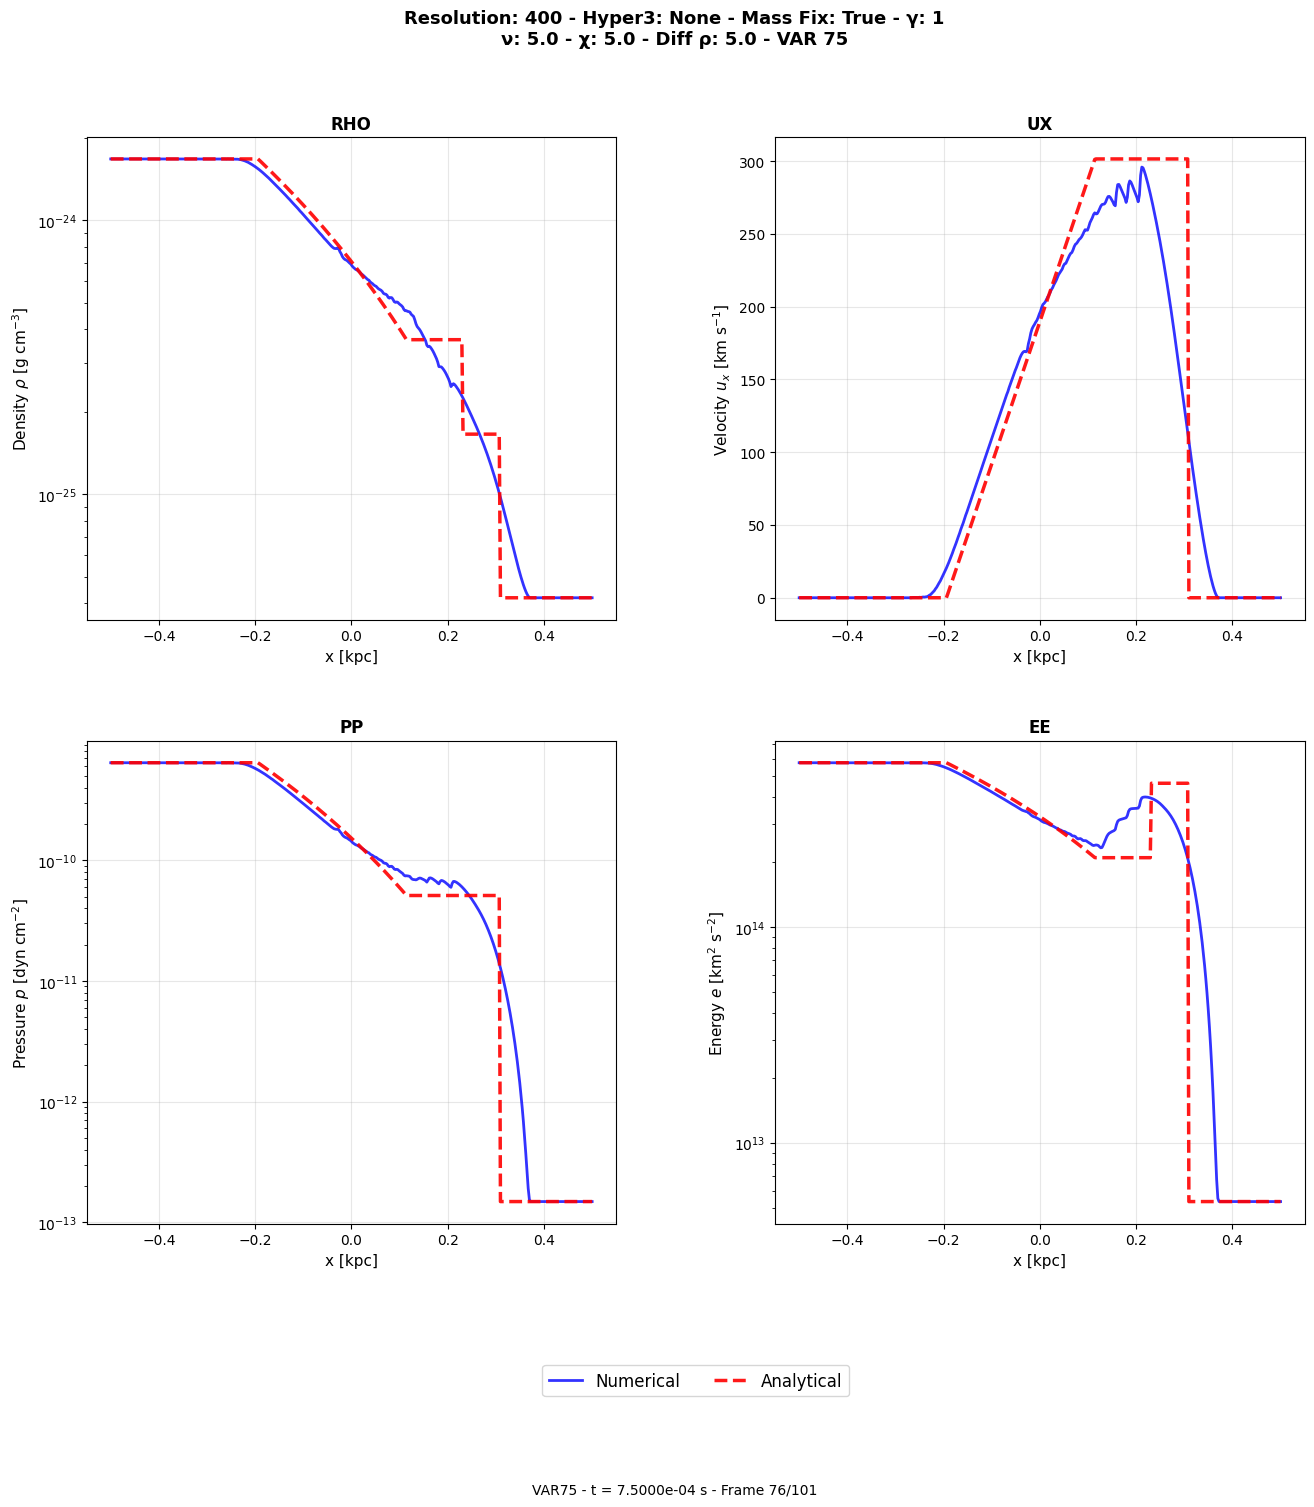 Resolution: 400 - Hyper3: None - Mass Fix: True - γ: 1
ν: 5.0 - χ: 5.0 - Diff ρ: 5.0 - VAR 75
RHO
Density ρ [g cm⁻³]
10⁻²⁴
10⁻²⁵
−0.4 −0.2 0.0 0.2 0.4
x [kpc]
UX
Velocity uₓ [km s⁻¹]
300
250
200
150
100
50
0
−0.4 −0.2 0.0 0.2 0.4
x [kpc]
PP
Pressure p [dyn cm⁻²]
10⁻¹⁰
10⁻¹¹
10⁻¹²
10⁻¹³
−0.4 −0.2 0.0 0.2 0.4
x [kpc]
EE
Energy e [km² s⁻²]
10¹⁴
10¹³
−0.4 −0.2 0.0 0.2 0.4
x [kpc]
Numerical Analytical
VAR75 - t = 7.5000e-04 s - Frame 76/101